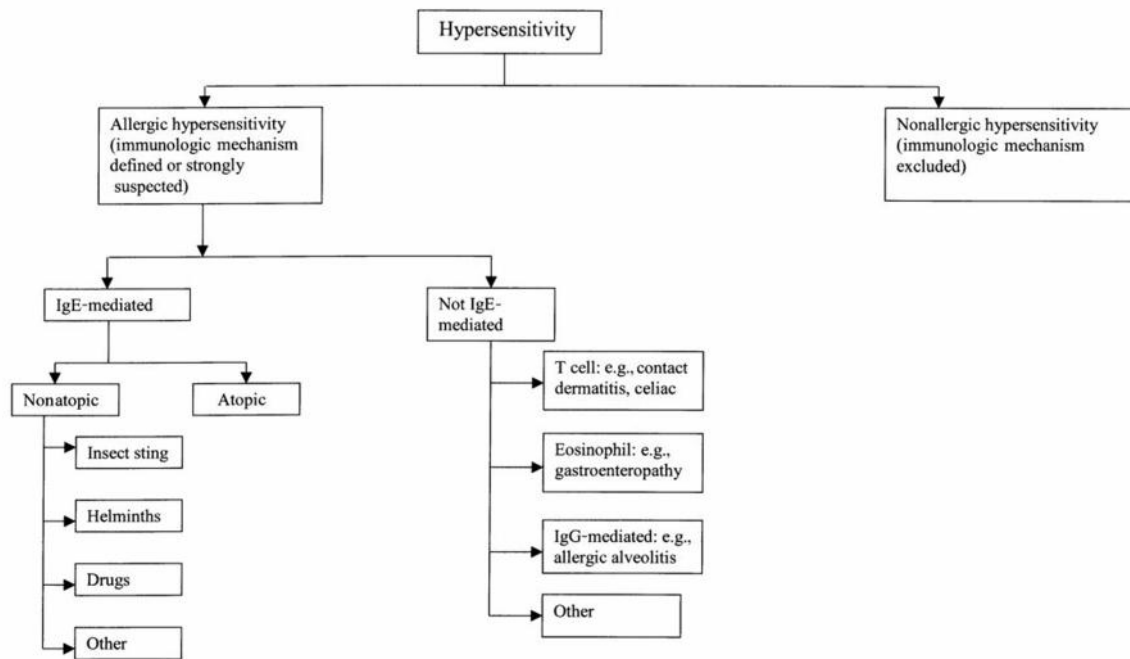 Hypersensitivity
Allergic hypersensitivity
(immunologic mechanism
defined or strongly
suspected)
Nonallergic hypersensitivity
(immunologic mechanism
excluded)
IgE-mediated
Not IgE-
mediated
Nonatopic
Atopic
Insect sting
Helminths
Drugs
Other
T cell: e.g., contact
dermatitis, celiac
Eosinophil: e.g.,
gastroenteropathy
IgG-mediated: e.g.,
allergic alveolitis
Other